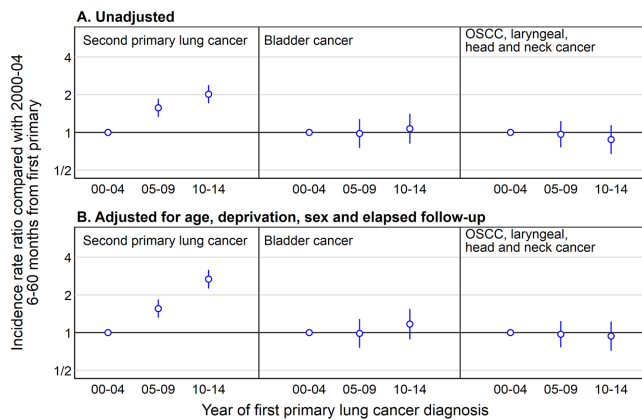 A. Unadjusted
Second primary lung cancer
Bladder cancer
OSCC, laryngeal,
head and neck cancer
4
2
1
1/2
00-04 05-09 10-14 00-04 05-09 10-14 00-04 05-09 10-14
B. Adjusted for age, deprivation, sex and elapsed follow-up
Second primary lung cancer
Bladder cancer
OSCC, laryngeal,
head and neck cancer
4
2
1
1/2
00-04 05-09 10-14 00-04 05-09 10-14 00-04 05-09 10-14
Incidence rate ratio compared with 2000-04
6-60 months from first primary
Year of first primary lung cancer diagnosis